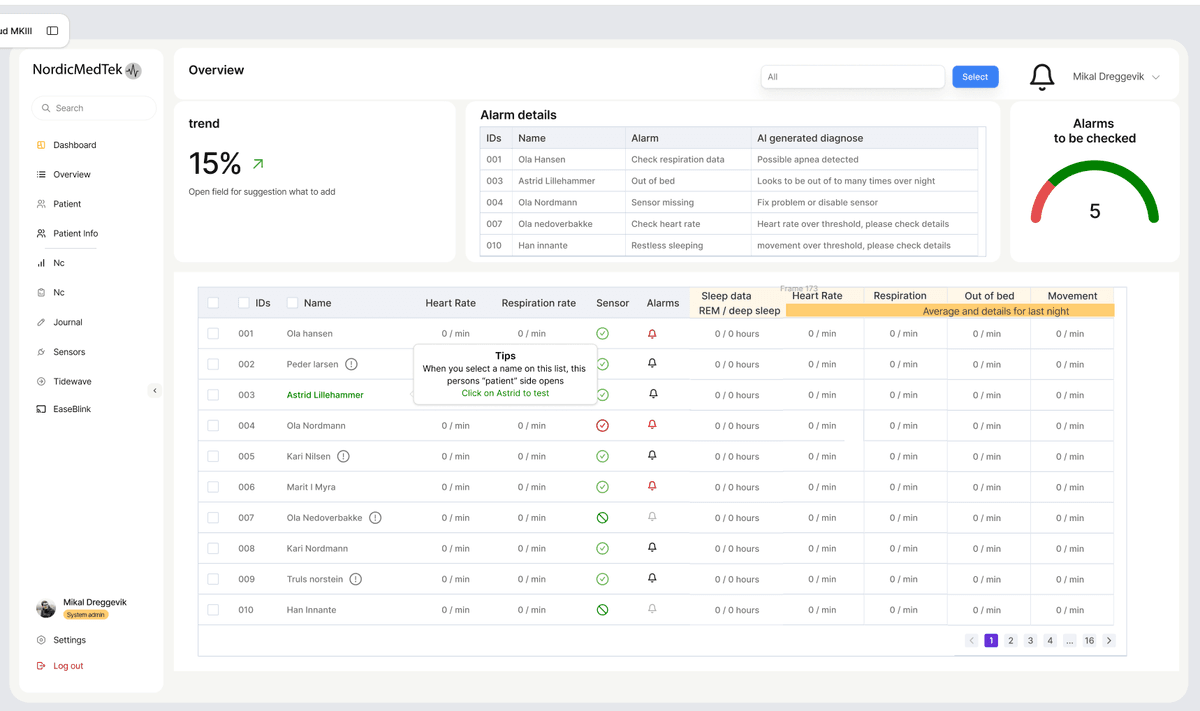 ud MKIII
NordicMedTek
Search
Dashboard
Overview
Patient
Patient Info
Nc
Nc
Journal
Sensors
Tidewave
EaseBlink
Mikal Dreggevik
System admin
Settings
Log out
Overview
All
Select
Mikal Dreggevik
trend
15%
Open field for suggestion what to add
Alarm details
IDs Name Alarm AI generated diagnose
001 Ola Hansen Check respiration data Possible apnea detected
003 Astrid Lillehammer Out of bed Looks to be out of to many times over night
004 Ola Nordmann Sensor missing Fix problem or disable sensor
007 Ola nedoverbakke Check heart rate Heart rate over threshold, please check details
010 Han innante Restless sleeping movement over threshold, please check details
Alarms
to be checked
5
Frame 173
IDs Name Heart Rate Respiration rate Sensor Alarms Sleep data Heart Rate Respiration Out of bed Movement
REM / deep sleep Average and details for last night
001 Ola hansen 0 / min 0 / min 0 / 0 hours 0 / min 0 / min 0 / min 0 / min
002 Peder larsen 0 / 0 hours 0 / min 0 / min 0 / min 0 / min
003 Astrid Lillehammer 0 / 0 hours 0 / min 0 / min 0 / min 0 / min
Tips
When you select a name on this list, this
persons "patient" side opens
Click on Astrid to test
004 Ola Nordmann 0 / min 0 / min 0 / 0 hours 0 / min 0 / min 0 / min 0 / min
005 Kari Nilsen 0 / min 0 / min 0 / 0 hours 0 / min 0 / min 0 / min 0 / min
006 Marit I Myra 0 / min 0 / min 0 / 0 hours 0 / min 0 / min 0 / min 0 / min
007 Ola Nedoverbakke 0 / min 0 / min 0 / 0 hours 0 / min 0 / min 0 / min 0 / min
008 Kari Nordmann 0 / min 0 / min 0 / 0 hours 0 / min 0 / min 0 / min 0 / min
009 Truls norstein 0 / min 0 / min 0 / 0 hours 0 / min 0 / min 0 / min 0 / min
010 Han Innante 0 / min 0 / min 0 / 0 hours 0 / min 0 / min 0 / min 0 / min
1 2 3 4 ... 16